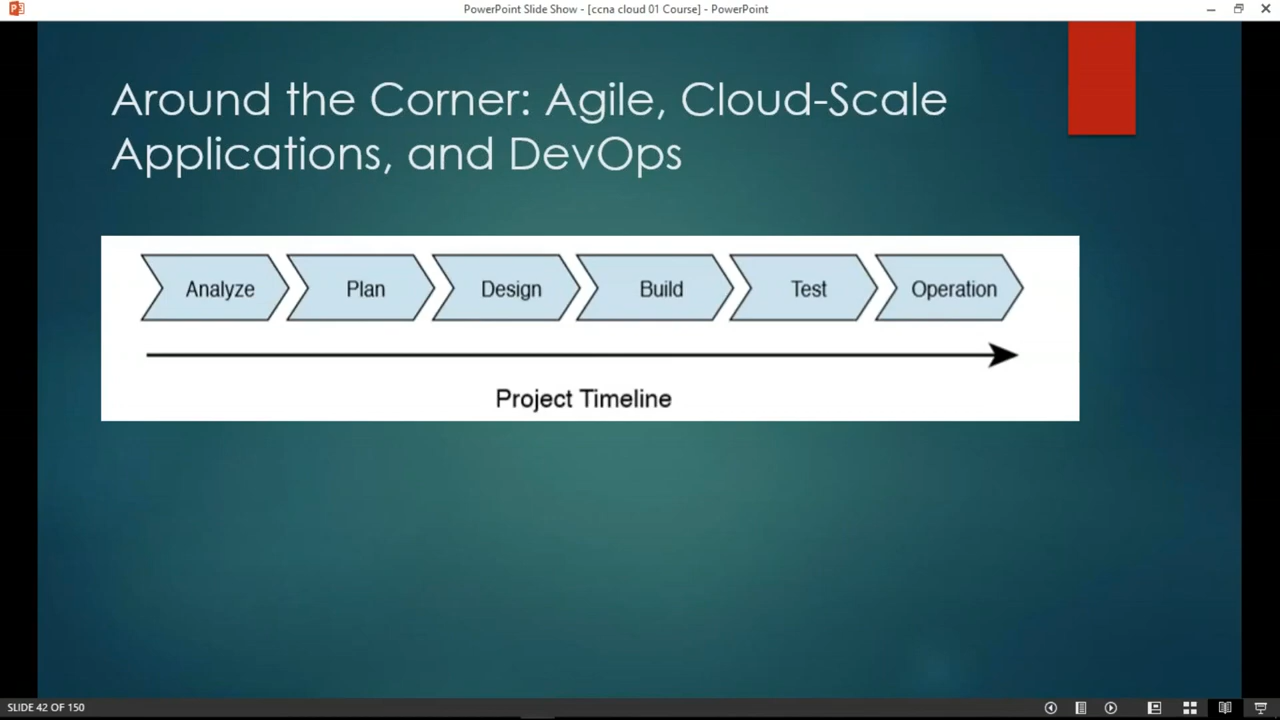 PowerPoint Slide Show - [ccna cloud 01 Course] - PowerPoint
Around the Corner: Agile, Cloud-Scale
Applications, and DevOps
Analyze
Plan
Design
Build
Test
Operation
Project Timeline
SLIDE 42 OF 150